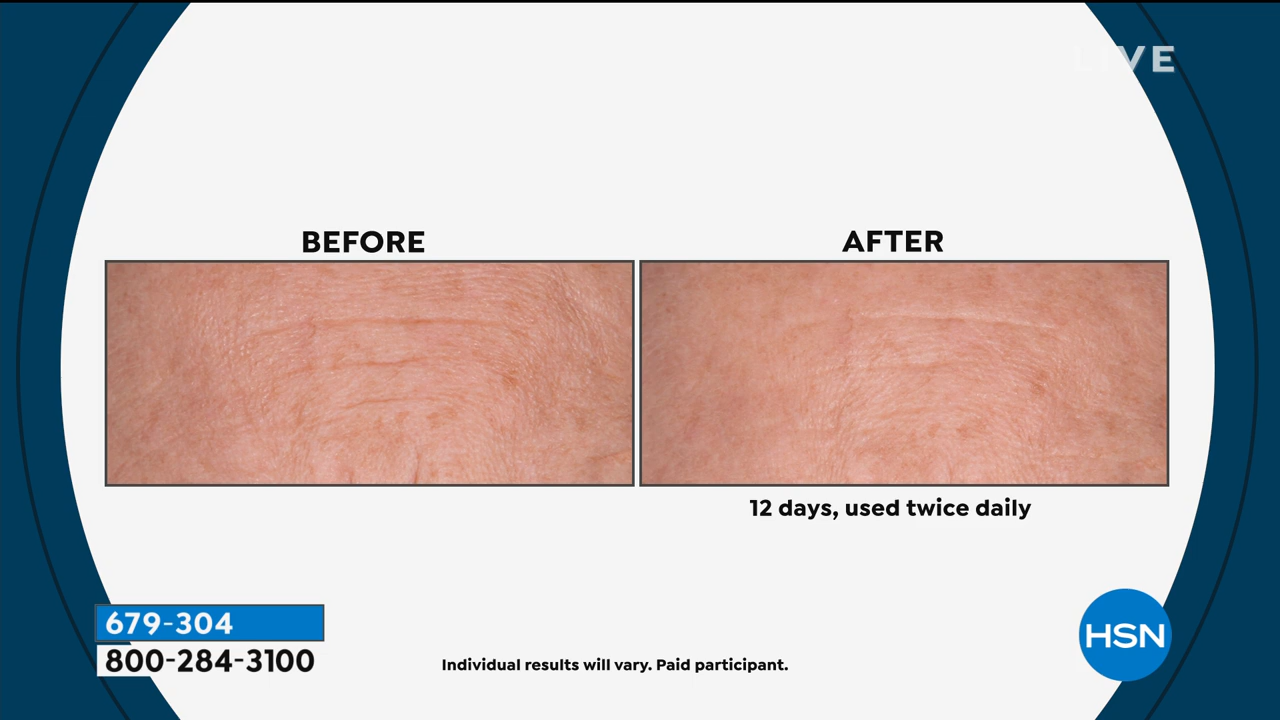 LIVE
BEFORE
AFTER
12 days, used twice daily
679-304
800-284-3100
Individual results will vary. Paid participant.
HSN